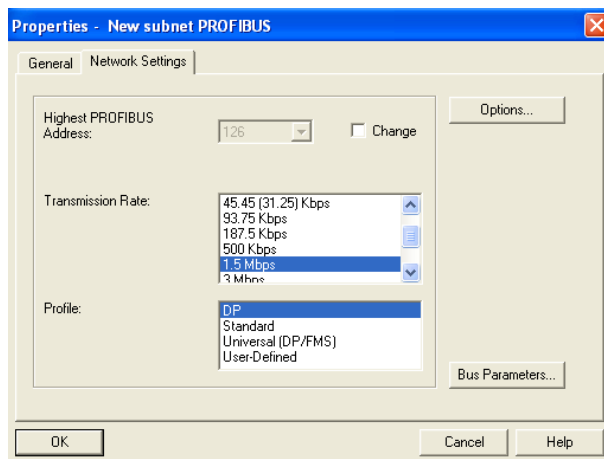 Properties - New subnet PROFIBUS
General
Network Settings
Highest PROFIBUS
Address:
126
Change
Options...
Transmission Rate:
45.45 (31.25) Kbps
93.75 Kbps
187.5 Kbps
500 Kbps
1.5 Mbps
3 Mbps
Profile:
DP
Standard
Universal (DP/FMS)
User-Defined
Bus Parameters...
OK
Cancel
Help